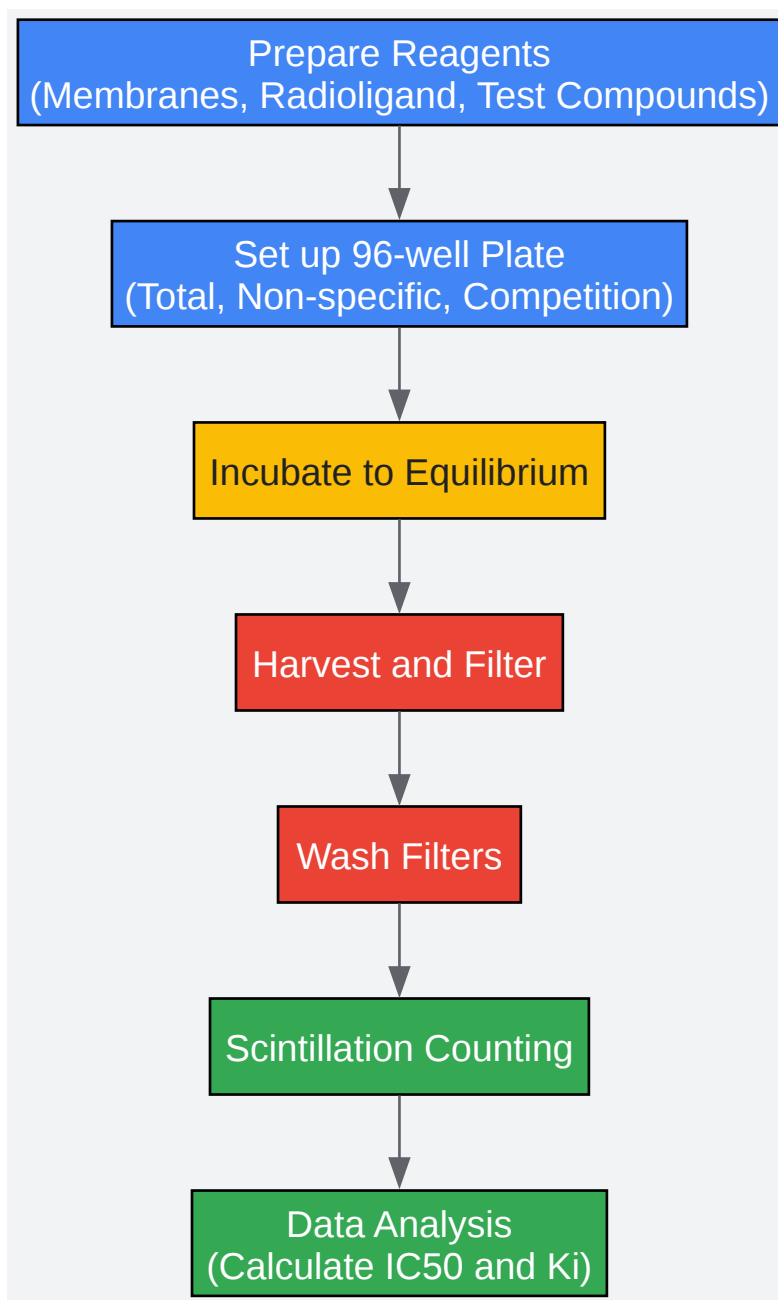 Prepare Reagents
(Membranes, Radioligand, Test Compounds)
Set up 96-well Plate
(Total, Non-specific, Competition)
Incubate to Equilibrium
Harvest and Filter
Wash Filters
Scintillation Counting
Data Analysis
(Calculate IC50 and Ki)